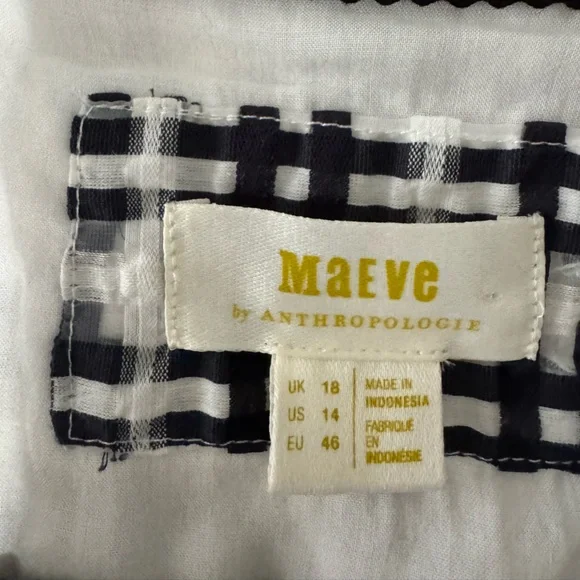 MaEve
by ANTHROPOLOGIE
UK 18
US 14
EU 46
MADE IN
INDONESIA
FABRIQUÉ
EN
INDONÉSIE